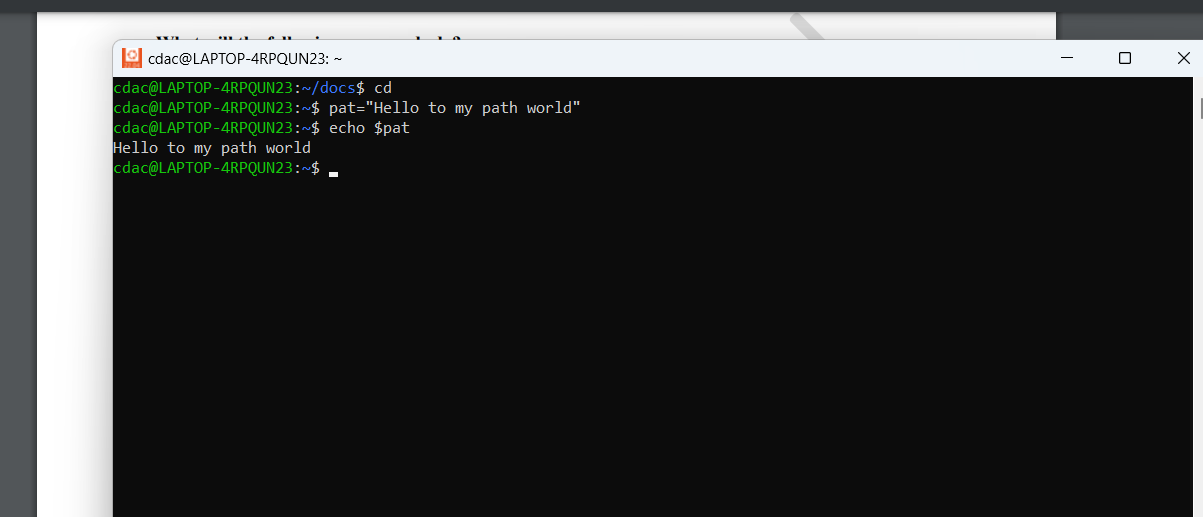 cdac@LAPTOP-4RPQUN23: ~
cdac@LAPTOP-4RPQUN23:~/docs$ cd
cdac@LAPTOP-4RPQUN23:~$ pat="Hello to my path world"
cdac@LAPTOP-4RPQUN23:~$ echo $pat
Hello to my path world
cdac@LAPTOP-4RPQUN23:~$